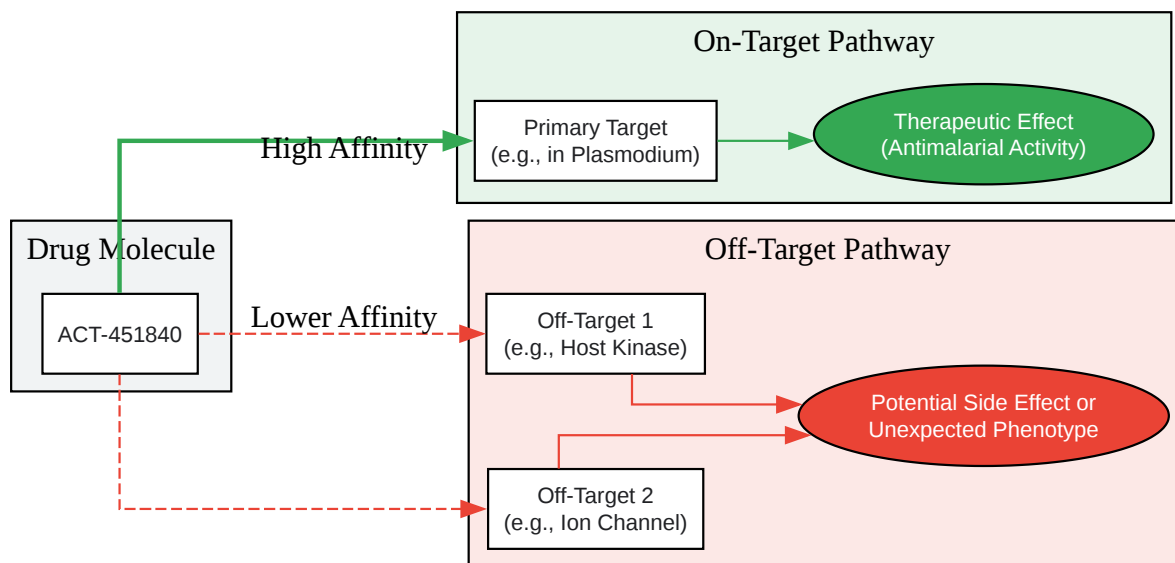 On-Target Pathway
Primary Target
(e.g., in Plasmodium)
Therapeutic Effect
(Antimalarial Activity)
High Affinity
Drug Molecule
ACT-451840
Lower Affinity
Off-Target Pathway
Off-Target 1
(e.g., Host Kinase)
Potential Side Effect or
Unexpected Phenotype
Off-Target 2
(e.g., Ion Channel)